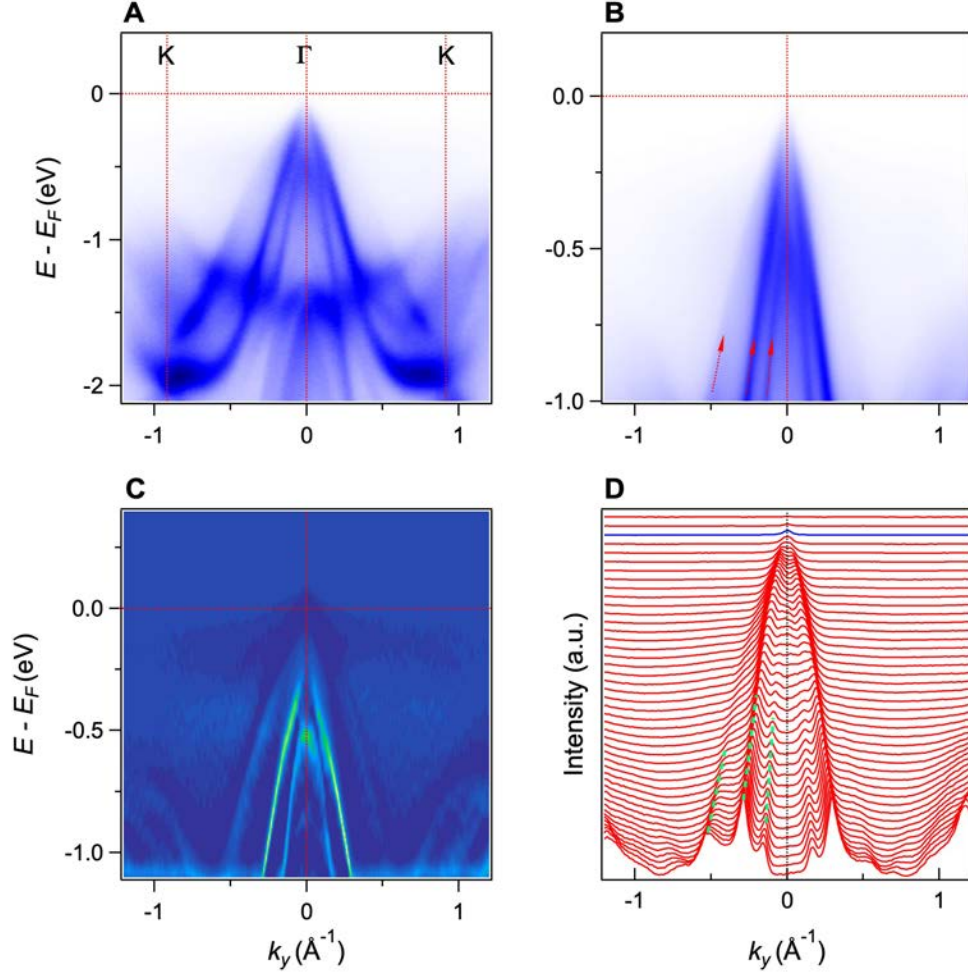 A
K Γ K
0
-1
-2
E - E_F (eV)
-1 0 1
B
0.0
-0.5
-1.0
-1 0 1
C
0.0
-0.5
-1.0
E - E_F (eV)
-1 0 1
k_y (Å⁻¹)
D
Intensity (a.u.)
-1 0 1
k_y (Å⁻¹)